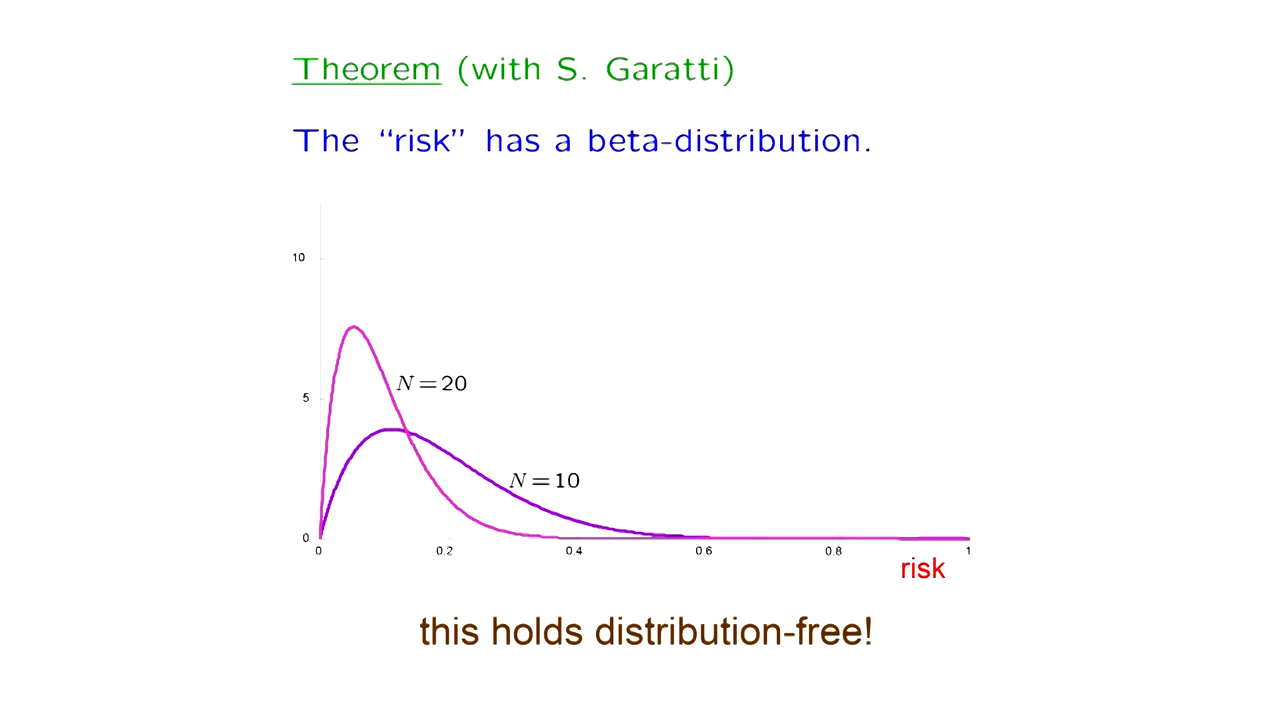 Theorem (with S. Garatti)
The “risk” has a beta-distribution.
10
N = 20
5
N = 10
0
0 0.2 0.4 0.6 0.8 1
risk
this holds distribution-free!